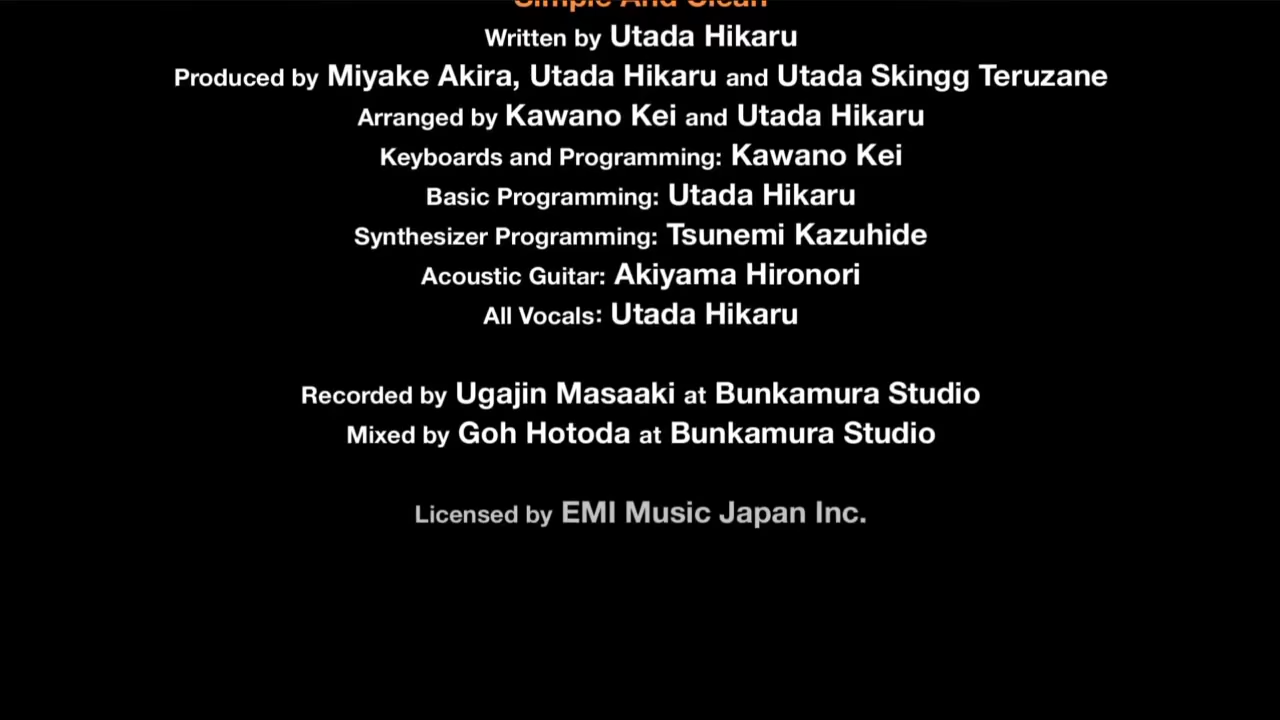 Simple And Clean
Written by Utada Hikaru
Produced by Miyake Akira, Utada Hikaru and Utada Skingg Teruzane
Arranged by Kawano Kei and Utada Hikaru
Keyboards and Programming: Kawano Kei
Basic Programming: Utada Hikaru
Synthesizer Programming: Tsunemi Kazuhide
Acoustic Guitar: Akiyama Hironori
All Vocals: Utada Hikaru
Recorded by Ugajin Masaaki at Bunkamura Studio
Mixed by Goh Hotoda at Bunkamura Studio
Licensed by EMI Music Japan Inc.